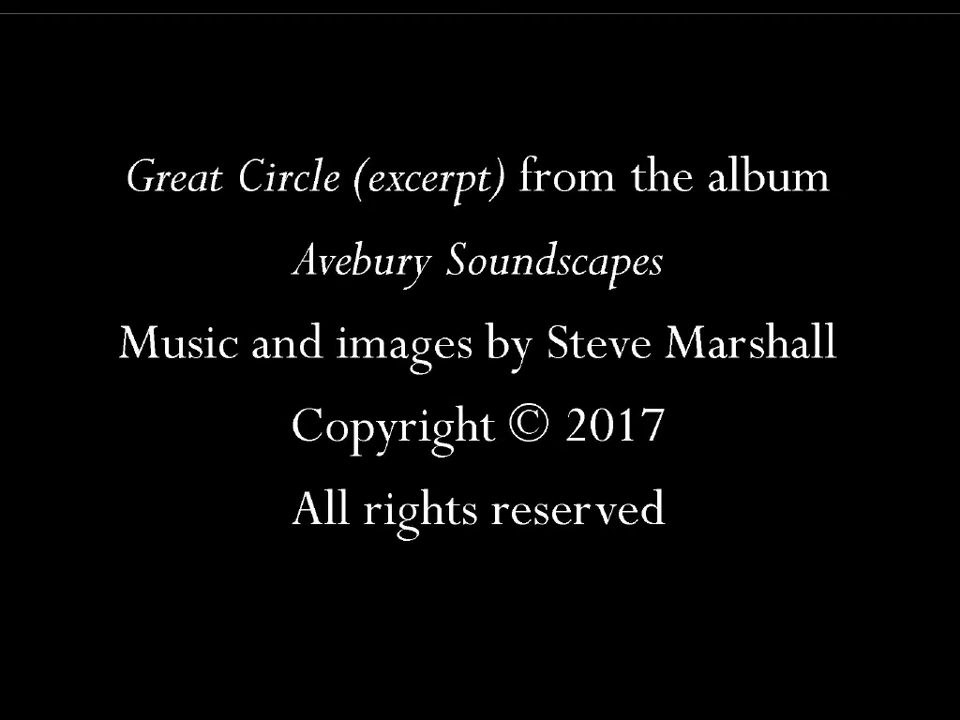 Great Circle (excerpt) from the album
Avebury Soundscapes
Music and images by Steve Marshall
Copyright © 2017
All rights reserved